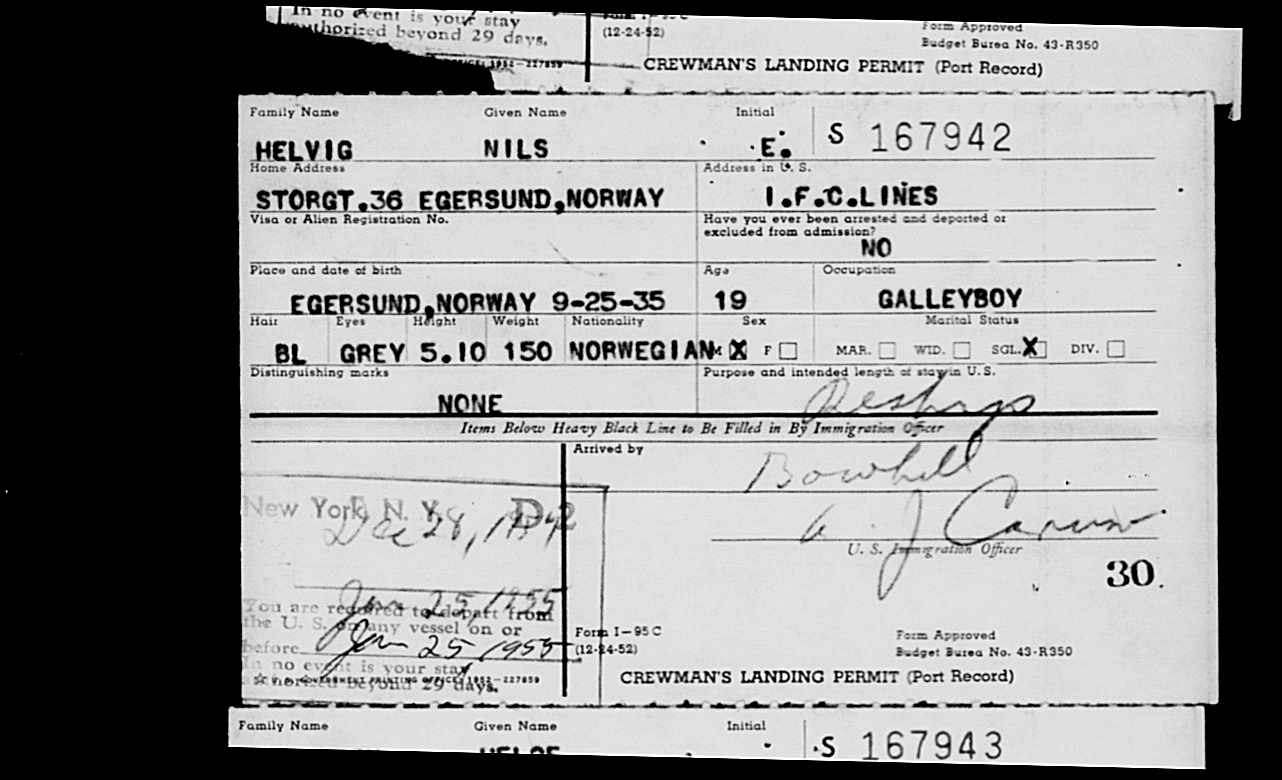 In no event is your stay
authorized beyond 29 days.
(12-24-52)
Form Approved
Budget Burea No. 43-R350
CREWMAN'S LANDING PERMIT (Port Record)
Family Name Given Name Initial
HELVIG NILS E. S 167942
Home Address Address in U. S.
STORGT.36 EGERSUND,NORWAY I.F.C.LINES
Visa or Alien Registration No. Have you ever been arrested and deported or
excluded from admission?
NO
Place and date of birth Age Occupation
EGERSUND,NORWAY 9-25-35 19 GALLEYBOY
Hair Eyes Height Weight Nationality Sex Marital Status
BL GREY 5.10 150 NORWEGIAN M X F MAR. WID. SGL. X DIV.
Distinguishing marks Purpose and intended length of stay in U. S.
NONE
Items Below Heavy Black Line to Be Filled in By Immigration Officer
Arrived by
Bowhill
New York, N. Y. D-2
Dec 28, 1954
U. S. Immigration Officer
30.
Jan 25, 1955
You are required to depart from
the U. S. on any vessel on or
before Jan 25 1955
In no event is your stay
authorized beyond 29 days.
U. S. GOVERNMENT PRINTING OFFICE: 1952-227859
Form I-95C
(12-24-52)
Form Approved
Budget Burea No. 43-R350
CREWMAN'S LANDING PERMIT (Port Record)
Family Name Given Name Initial
S 167943